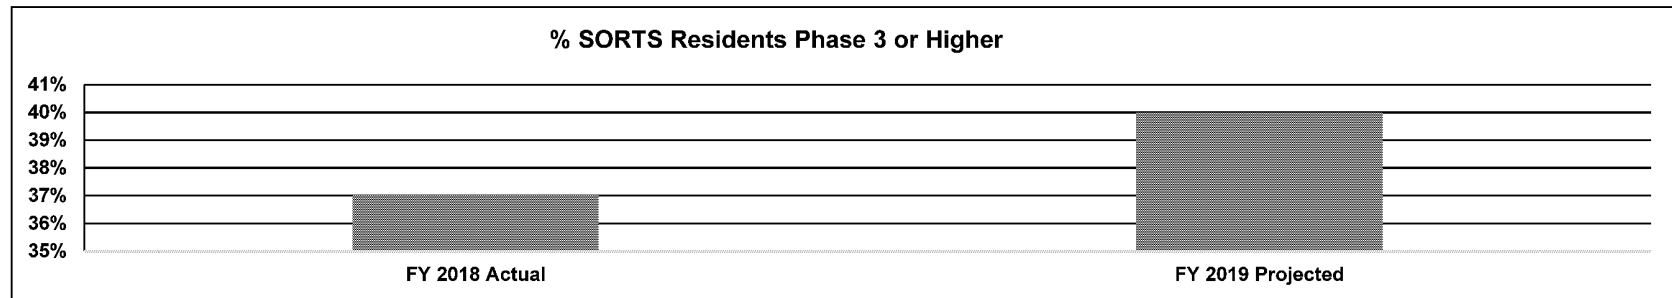 % SORTS Residents Phase 3 or Higher
41%
40%
39%
38%
37%
36%
35%
FY 2018 Actual
FY 2019 Projected